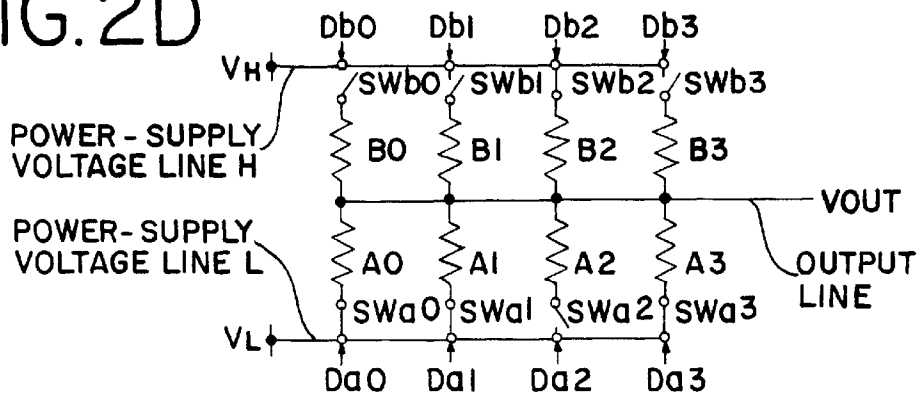 IG. 2D
Db0 Db1 Db2 Db3
VH
SWb0 SWb1 SWb2 SWb3
POWER-SUPPLY
VOLTAGE LINE H
B0 B1 B2 B3
VOUT
POWER-SUPPLY
VOLTAGE LINE L
A0 A1 A2 A3
OUTPUT
LINE
SWa0 SWa1 SWa2 SWa3
VL
Da0 Da1 Da2 Da3